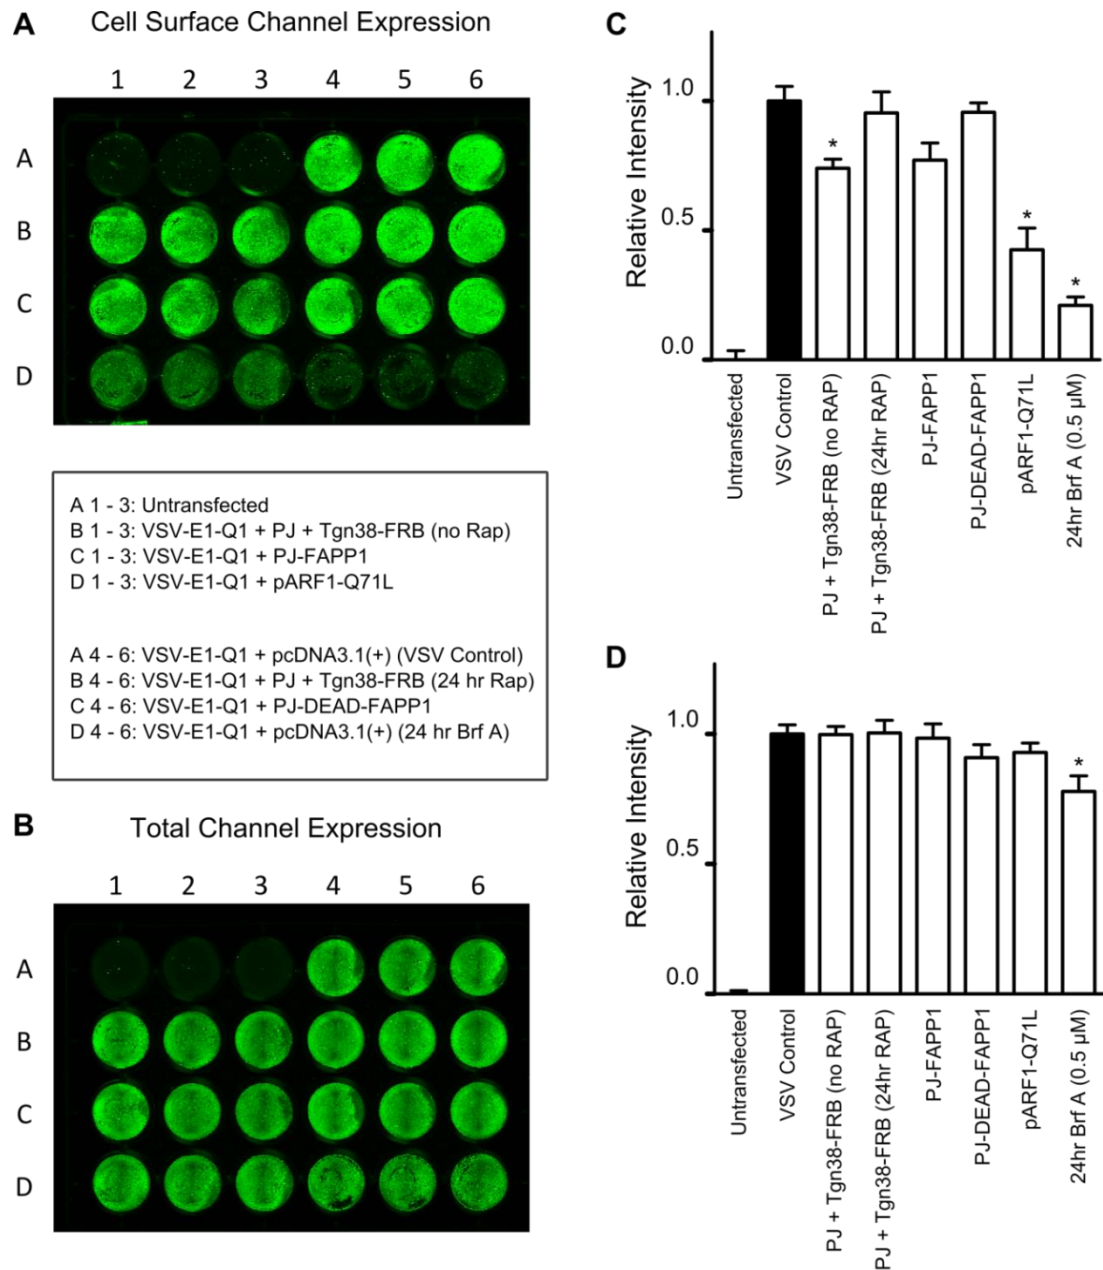 A
Cell Surface Channel Expression
1 2 3 4 5 6
A
B
C
D
A 1 - 3: Untransfected
B 1 - 3: VSV-E1-Q1 + PJ + Tgn38-FRB (no Rap)
C 1 - 3: VSV-E1-Q1 + PJ-FAPP1
D 1 - 3: VSV-E1-Q1 + pARF1-Q71L
A 4 - 6: VSV-E1-Q1 + pcDNA3.1(+) (VSV Control)
B 4 - 6: VSV-E1-Q1 + PJ + Tgn38-FRB (24 hr Rap)
C 4 - 6: VSV-E1-Q1 + PJ-DEAD-FAPP1
D 4 - 6: VSV-E1-Q1 + pcDNA3.1(+) (24 hr Brf A)
B
Total Channel Expression
1 2 3 4 5 6
A
B
C
D
C
Relative Intensity
1.0
0.5
0.0
*
*
*
Untransfected
VSV Control
PJ + Tgn38-FRB (no RAP)
PJ + Tgn38-FRB (24hr RAP)
PJ-FAPP1
PJ-DEAD-FAPP1
pARF1-Q71L
24hr Brf A (0.5 µM)
D
Relative Intensity
1.0
0.5
0.0
*
Untransfected
VSV Control
PJ + Tgn38-FRB (no RAP)
PJ + Tgn38-FRB (24hr RAP)
PJ-FAPP1
PJ-DEAD-FAPP1
pARF1-Q71L
24hr Brf A (0.5 µM)